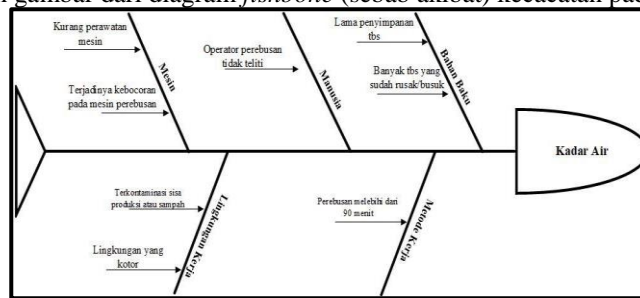 gambar dari diagram fishbone (sebab akibat) kecacatan pad
Kurang perawatan
mesin
Terjadinya kebocoran
pada mesin perebusan
Mesin
Operator perebusan
tidak teliti
Manusia
Lama penyimpanan
tbs
Banyak tbs yang
sudah rusak/busuk
Bahan Baku
Kadar Air
Terkontaminasi sisa
produksi atau sampah
Lingkungan yang
kotor
Lingkungan Kerja
Perebusan melebihi dari
90 menit
Metode Kerja